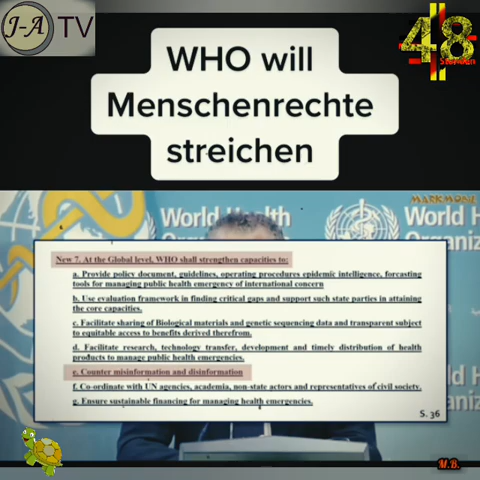 J-A TV
48
Stunden
WHO will
Menschenrechte
streichen
MARKMOBIL
World Health
World H
Organiz
New 7. At the Global level, WHO shall strengthen capacities to:
a. Provide policy document, guidelines, operating procedures epidemic intelligence, forcasting
tools for managing public health emergency of international concern
b. Use evaluation framework in finding critical gaps and support such state parties in attaining
the core capacities.
c. Facilitate sharing of Biological materials and genetic sequencing data and transparent subject
to equitable access to benefits derived therefrom.
d. Facilitate research, technology transfer, development and timely distribution of health
products to manage public health emergencies.
e. Counter misinformation and disinformation
f. Co-ordinate with UN agencies, academia, non-state actors and representatives of civil society.
g. Ensure sustainable financing for managing health emergencies.
S. 36
M.B.